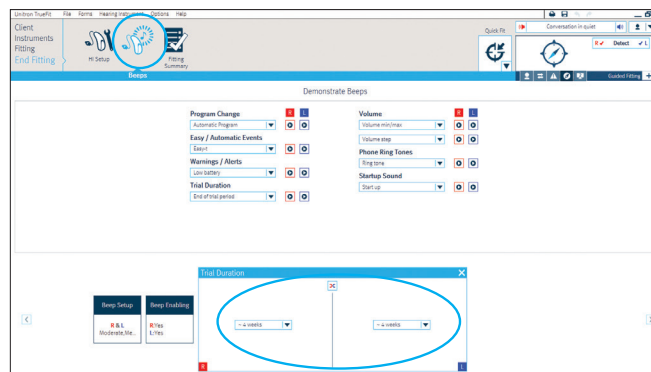 Unitron TrueFit File Forms Hearing Instrument Options Help
Client
Instruments
Fitting
End Fitting
HI Setup
Beeps
Fitting
Summary
Quick Fit
Conversation in quiet
R Detect L
Guided Fitting
Demonstrate Beeps
Program Change R L
Automatic Program
Easy / Automatic Events
Easy-t
Warnings / Alerts
Low battery
Trial Duration
End of trial period
Volume R L
Volume min/max
Volume step
Phone Ring Tones
Ring tone
Startup Sound
Start up
Beep Setup
R & L
Moderate,Me...
Beep Enabling
R:Yes
L:Yes
Trial Duration
~ 4 weeks ~ 4 weeks
R L